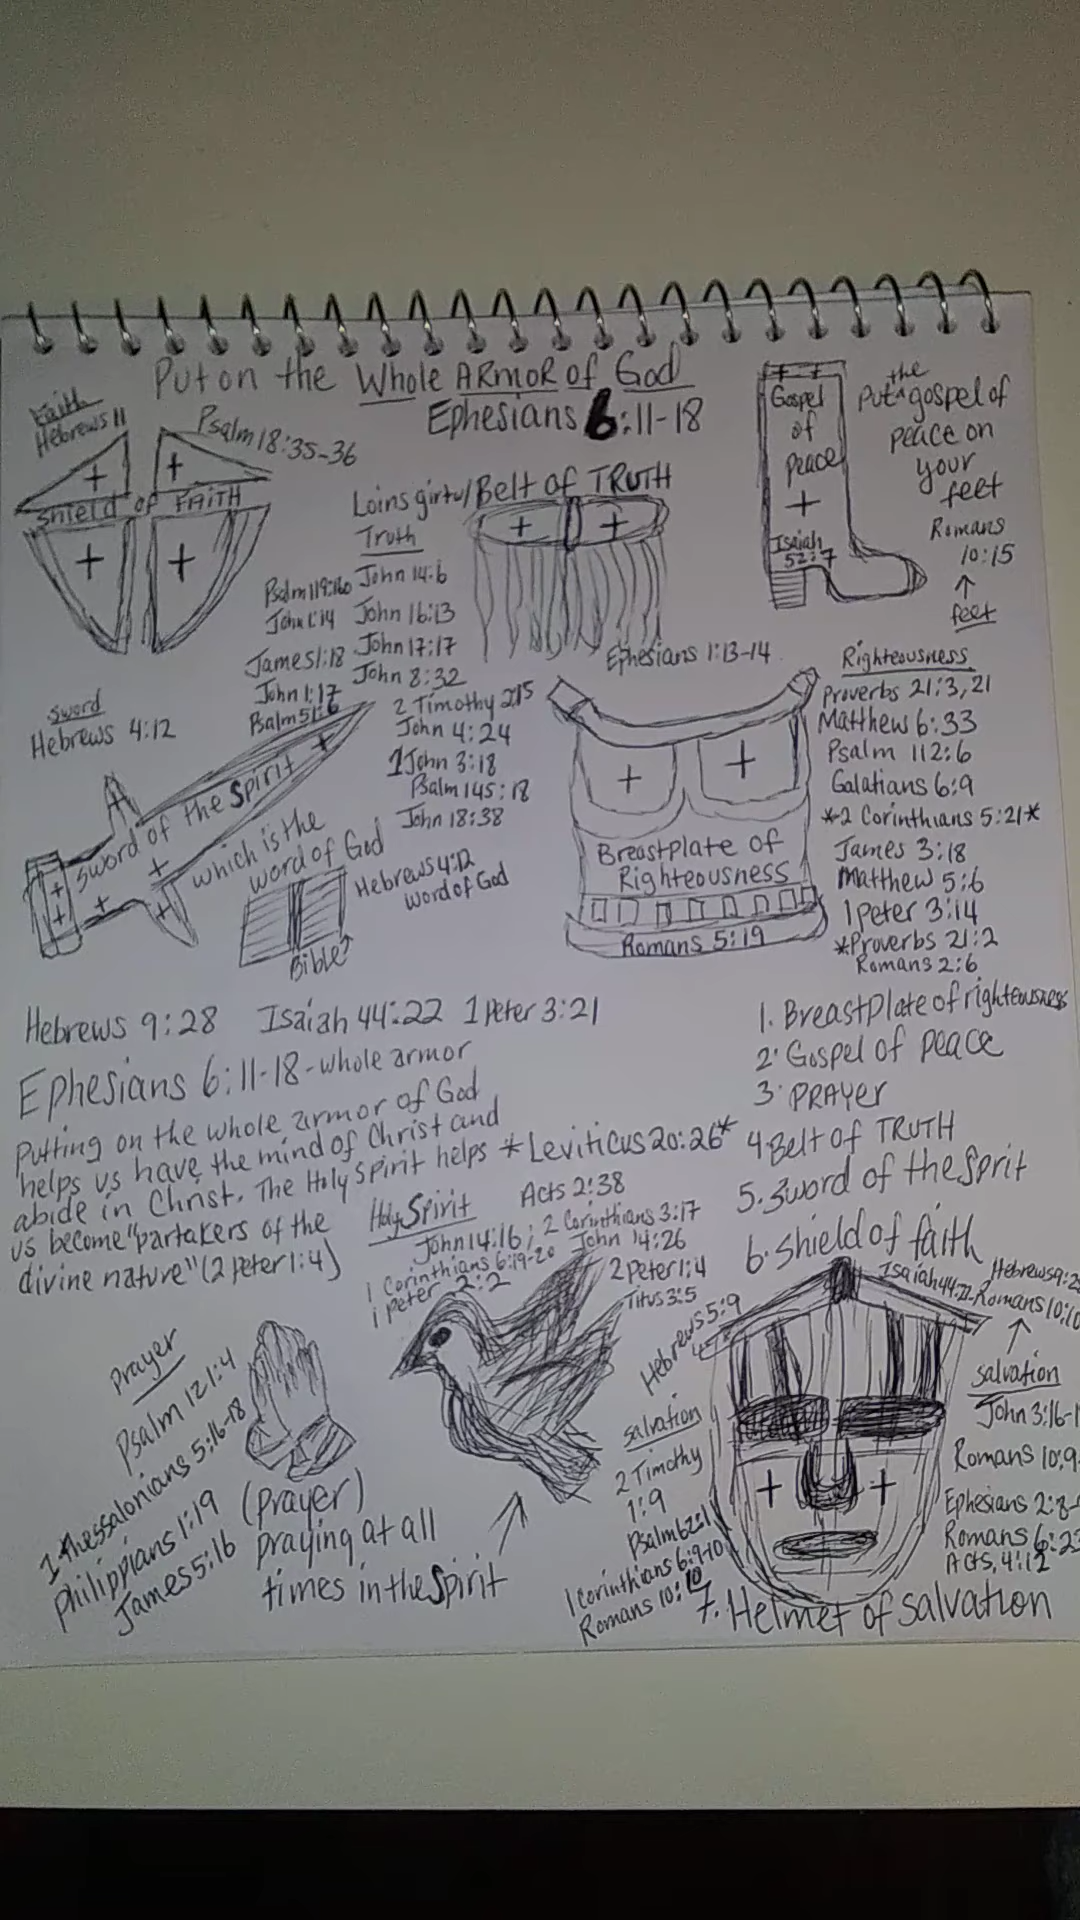 Put on the Whole ARMOR of God
Ephesians 6:11-18
Faith
Hebrews 11
Psalm 18:35-36
Shield of FAITH
Loins girtw/Belt of TRUTH
Truth
Psalm 119:160 John 14:6
John 1:14 John 16:13
James 1:18 John 17:17
John 1:17 John 8:32
Psalm 51:6
2 Timothy 2:15
John 4:24
1 John 3:18
Psalm 145:18
John 18:38
Gospel
of
peace
Isaiah
52:7
the
Put ^ gospel of
peace on
your
feet
Romans
10:15
feet
Sword
Hebrews 4:12
Sword of the Spirit
which is the
word of God
Hebrews 4:12
word of God
Bible
Ephesians 1:13-14
Breastplate of
Righteousness
Romans 5:19
Righteousness
Proverbs 21:3,21
Matthew 6:33
Psalm 112:6
Galatians 6:9
*2 Corinthians 5:21*
James 3:18
Matthew 5:6
1 Peter 3:14
*Proverbs 21:2
Romans 2:6
Hebrews 9:28 Isaiah 44:22 1 Peter 3:21
Ephesians 6:11-18-whole armor
Putting on the whole armor of God
helps us have the mind of Christ and
abide in Christ. The Holy Spirit helps *Leviticus 20:26*
us become "partakers of the
divine nature" (2 Peter 1:4)
1. Breastplate of righteousness
2. Gospel of peace
3. PRAYER
4. Belt of TRUTH
5. Sword of the Sprit
6. Shield of faith
Holy Spirit
Acts 2:38
John 14:16; 2 Corinthians 3:17
1 Corinthians 6:19-20 John 14:26
1 Peter 2:2
2 Peter 1:4
Titus 3:5
Prayer
Psalm 121:4
1 Thessalonians 5:16-18
Philippians 1:19
James 5:16
(prayer)
praying at all
times in the Spirit
Hebrews 5:9
Salvation
2 Timothy
1:9
Psalm 62:1
1 Corinthians 6:9-10
Romans 10:10
Isaiah 44:22-Romans 10:10
Salvation
John 3:16-1
Romans 10:9-
Ephesians 2:8-
Romans 6:23
Acts, 4:12
7. Helmet of Salvation